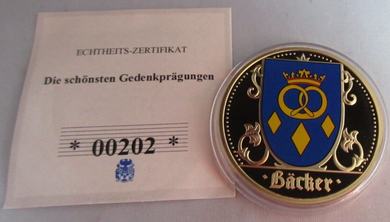 ECHTHEITS-ZERTIFIKAT
Die schönsten Gedenkprägungen
* 00202 *
· Bäcker ·